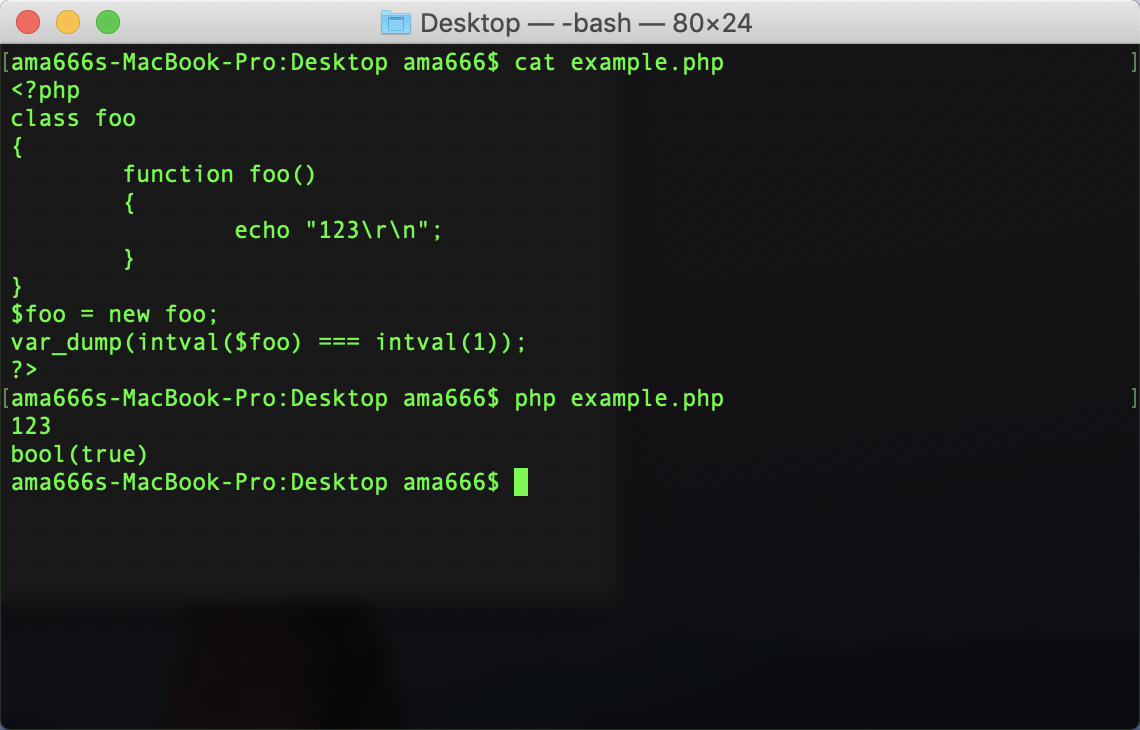 Desktop — -bash — 80×24
[ama666s-MacBook-Pro:Desktop ama666$ cat example.php ]
<?php
class foo
{
        function foo()
        {
                echo "123\r\n";
        }
}
$foo = new foo;
var_dump(intval($foo) === intval(1));
?>
[ama666s-MacBook-Pro:Desktop ama666$ php example.php ]
123
bool(true)
ama666s-MacBook-Pro:Desktop ama666$